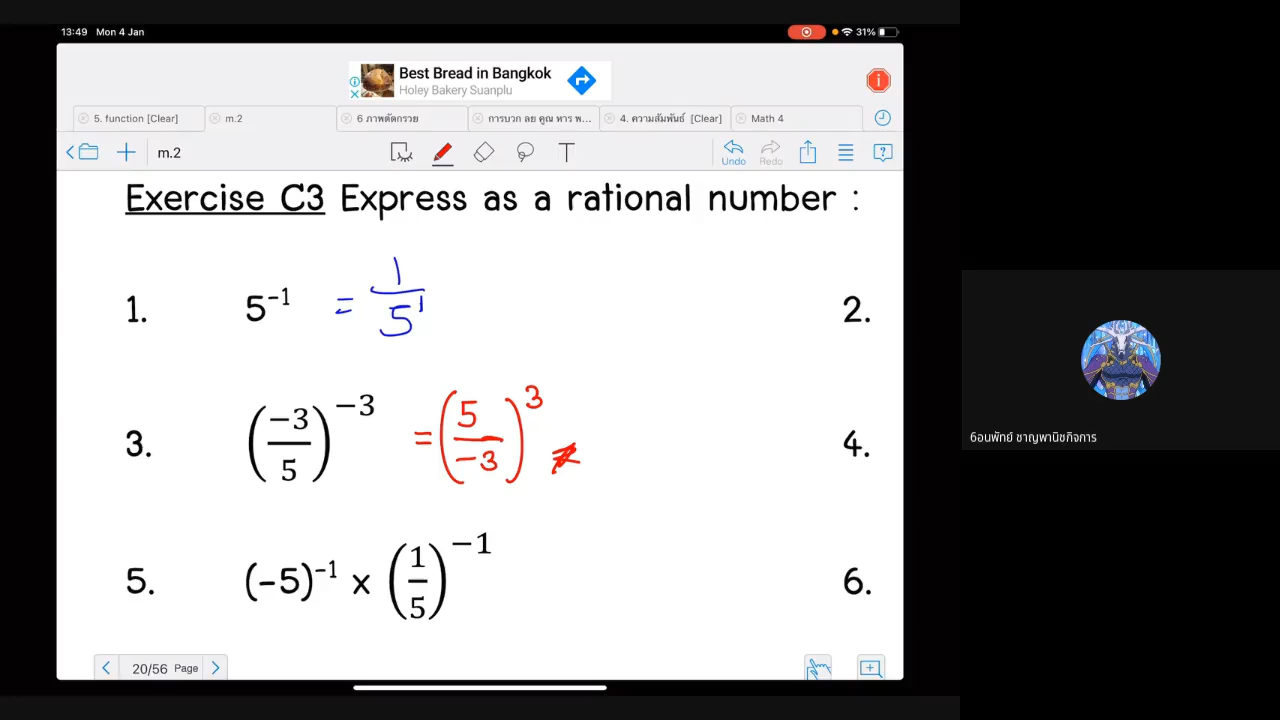 13:49 Mon 4 Jan 31%
Best Bread in Bangkok
Holey Bakery Suanplu
5. function [Clear] m.2 6 ภาพตัดกรวย การบวก ลย คูณ หาร พ... 4. ความสัมพันธ์ [Clear] Math 4
m.2 T Undo Redo
Exercise C3 Express as a rational number :
1. 5⁻¹ = 1/5¹ 2.
3. (−3/5)⁻³ = (5/−3)³ 4.
5. (−5)⁻¹ x (1/5)⁻¹ 6.
20/56 Page
6อนพัทย์ ชาญพานิชกิจการ